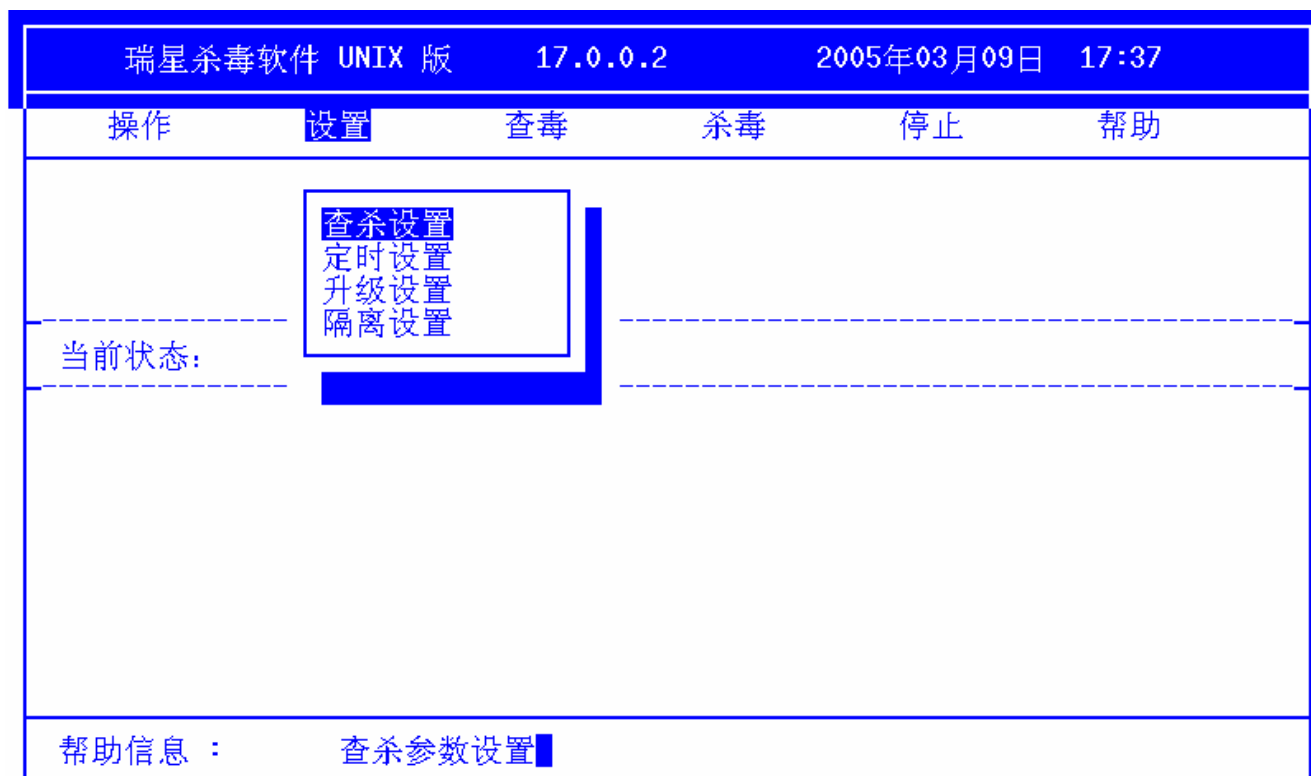 瑞星杀毒软件 UNIX 版 17.0.0.2 2005年03月09日 17:37
操作 设置 查毒 杀毒 停止 帮助
查杀设置
定时设置
升级设置
隔离设置
当前状态：
帮助信息 : 查杀参数设置